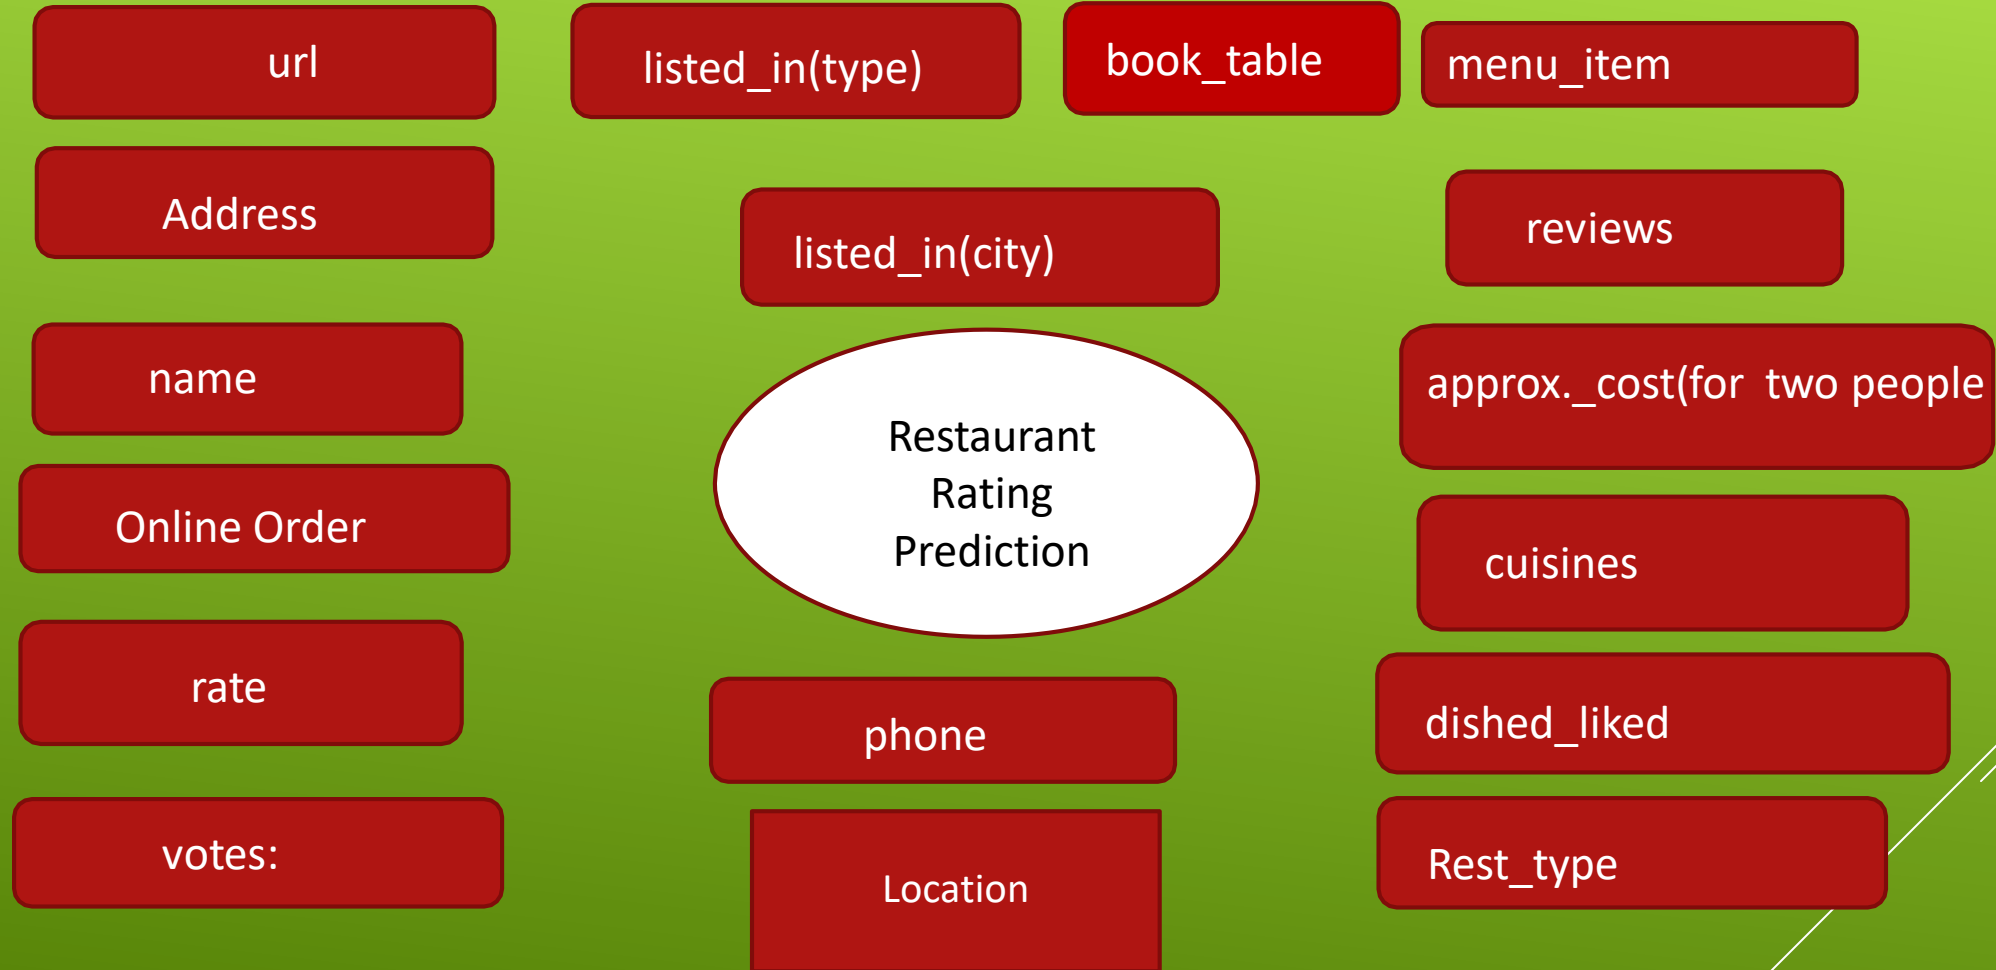 url
listed_in(type)
book_table
menu_item
Address
listed_in(city)
reviews
name
approx._cost(for  two people
Restaurant
Rating
Prediction
Online Order
cuisines
rate
phone
dished_liked
votes:
Location
Rest_type